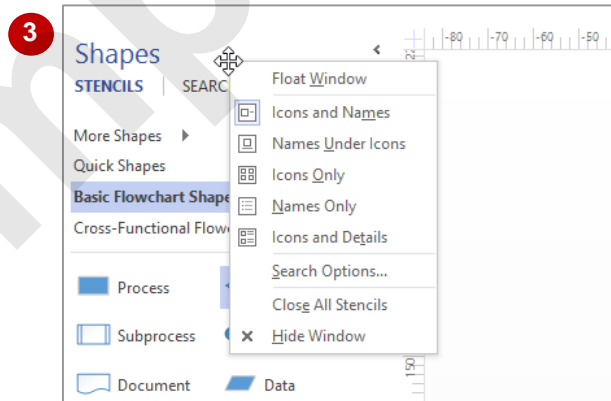 3
-80 -70 -60 -50
Shapes
STENCILS SEARC
Float Window
Icons and Names
More Shapes
Names Under Icons
Quick Shapes
Icons Only
Basic Flowchart Shape
Names Only
Cross-Functional Flow
Icons and Details
Search Options...
Process
Close All Stencils
Subprocess
Hide Window
Document Data
150